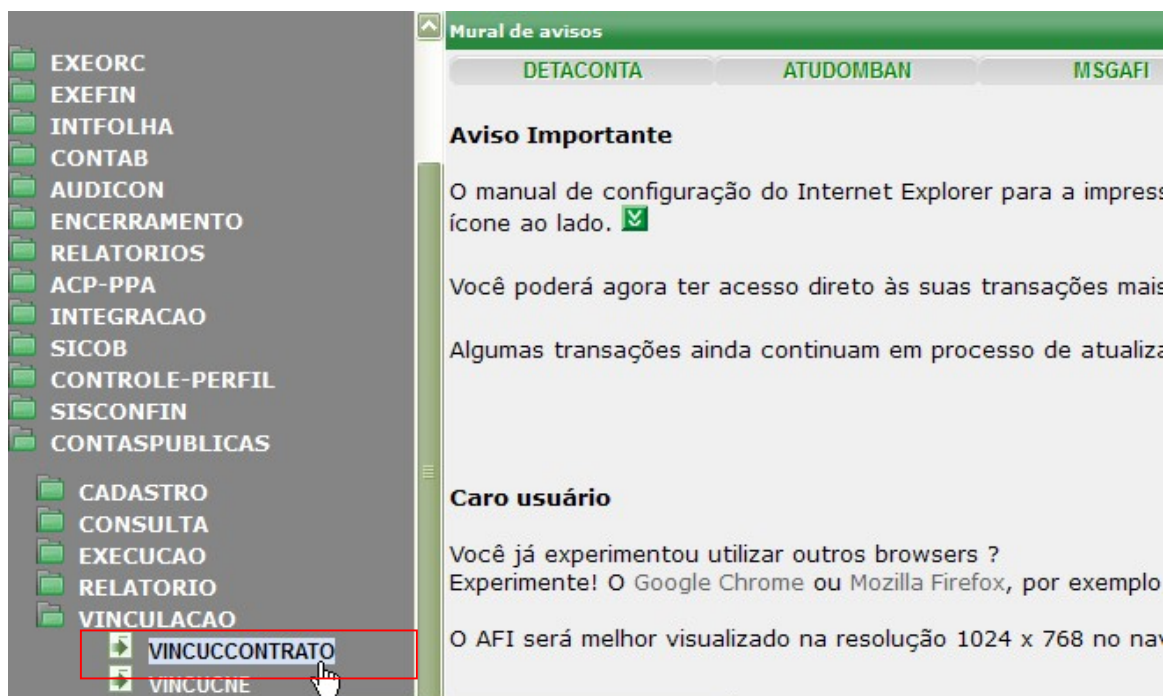 EXEORC
EXEFIN
INTFOLHA
CONTAB
AUDICON
ENCERRAMENTO
RELATORIOS
ACP-PPA
INTEGRACAO
SICOB
CONTROLE-PERFIL
SISCONFIN
CONTASPUBLICAS
CADASTRO
CONSULTA
EXECUCAO
RELATORIO
VINCULACAO
VINCUCCONTRATO
VINCUCNE
Mural de avisos
DETACONTA ATUDOMBAN MSGAFI
Aviso Importante
O manual de configuração do Internet Explorer para a impress
ícone ao lado.
Você poderá agora ter acesso direto às suas transações mais
Algumas transações ainda continuam em processo de atualiza
Caro usuário
Você já experimentou utilizar outros browsers ?
Experimente! O Google Chrome ou Mozilla Firefox, por exemplo
O AFI será melhor visualizado na resolução 1024 x 768 no nav